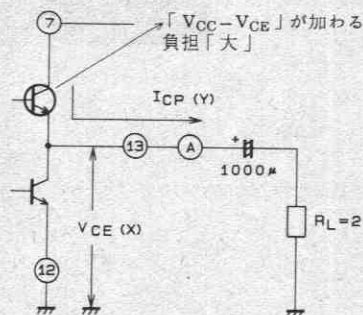 7
「VCC−VCE」が加わる
負担「大」
ICP (Y)
13
A
+
1000μ
VCE (X)
RL=2
12